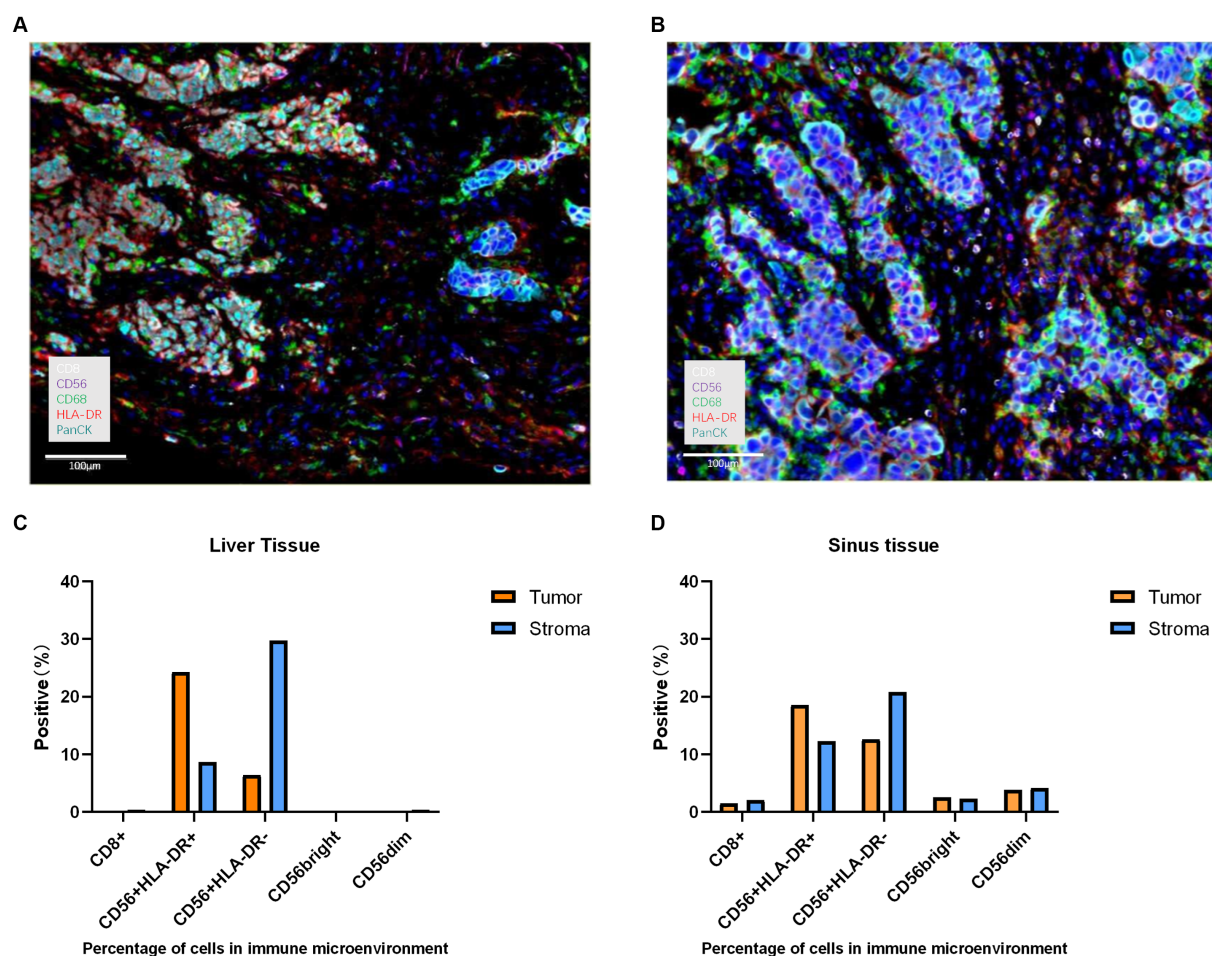 A
B
CD8
CD56
CD68
HLA-DR
PanCK
100μm
CD8
CD56
CD68
HLA-DR
PanCK
100μm
C
Liver Tissue
Positive (%)
40
30
20
10
0
Tumor
Stroma
CD8+
CD56+HLA-DR+
CD56+HLA-DR-
CD56bright
CD56dim
Percentage of cells in immune microenvironment
D
Sinus tissue
Positive (%)
40
30
20
10
0
Tumor
Stroma
CD8+
CD56+HLA-DR+
CD56+HLA-DR-
CD56bright
CD56dim
Percentage of cells in immune microenvironment